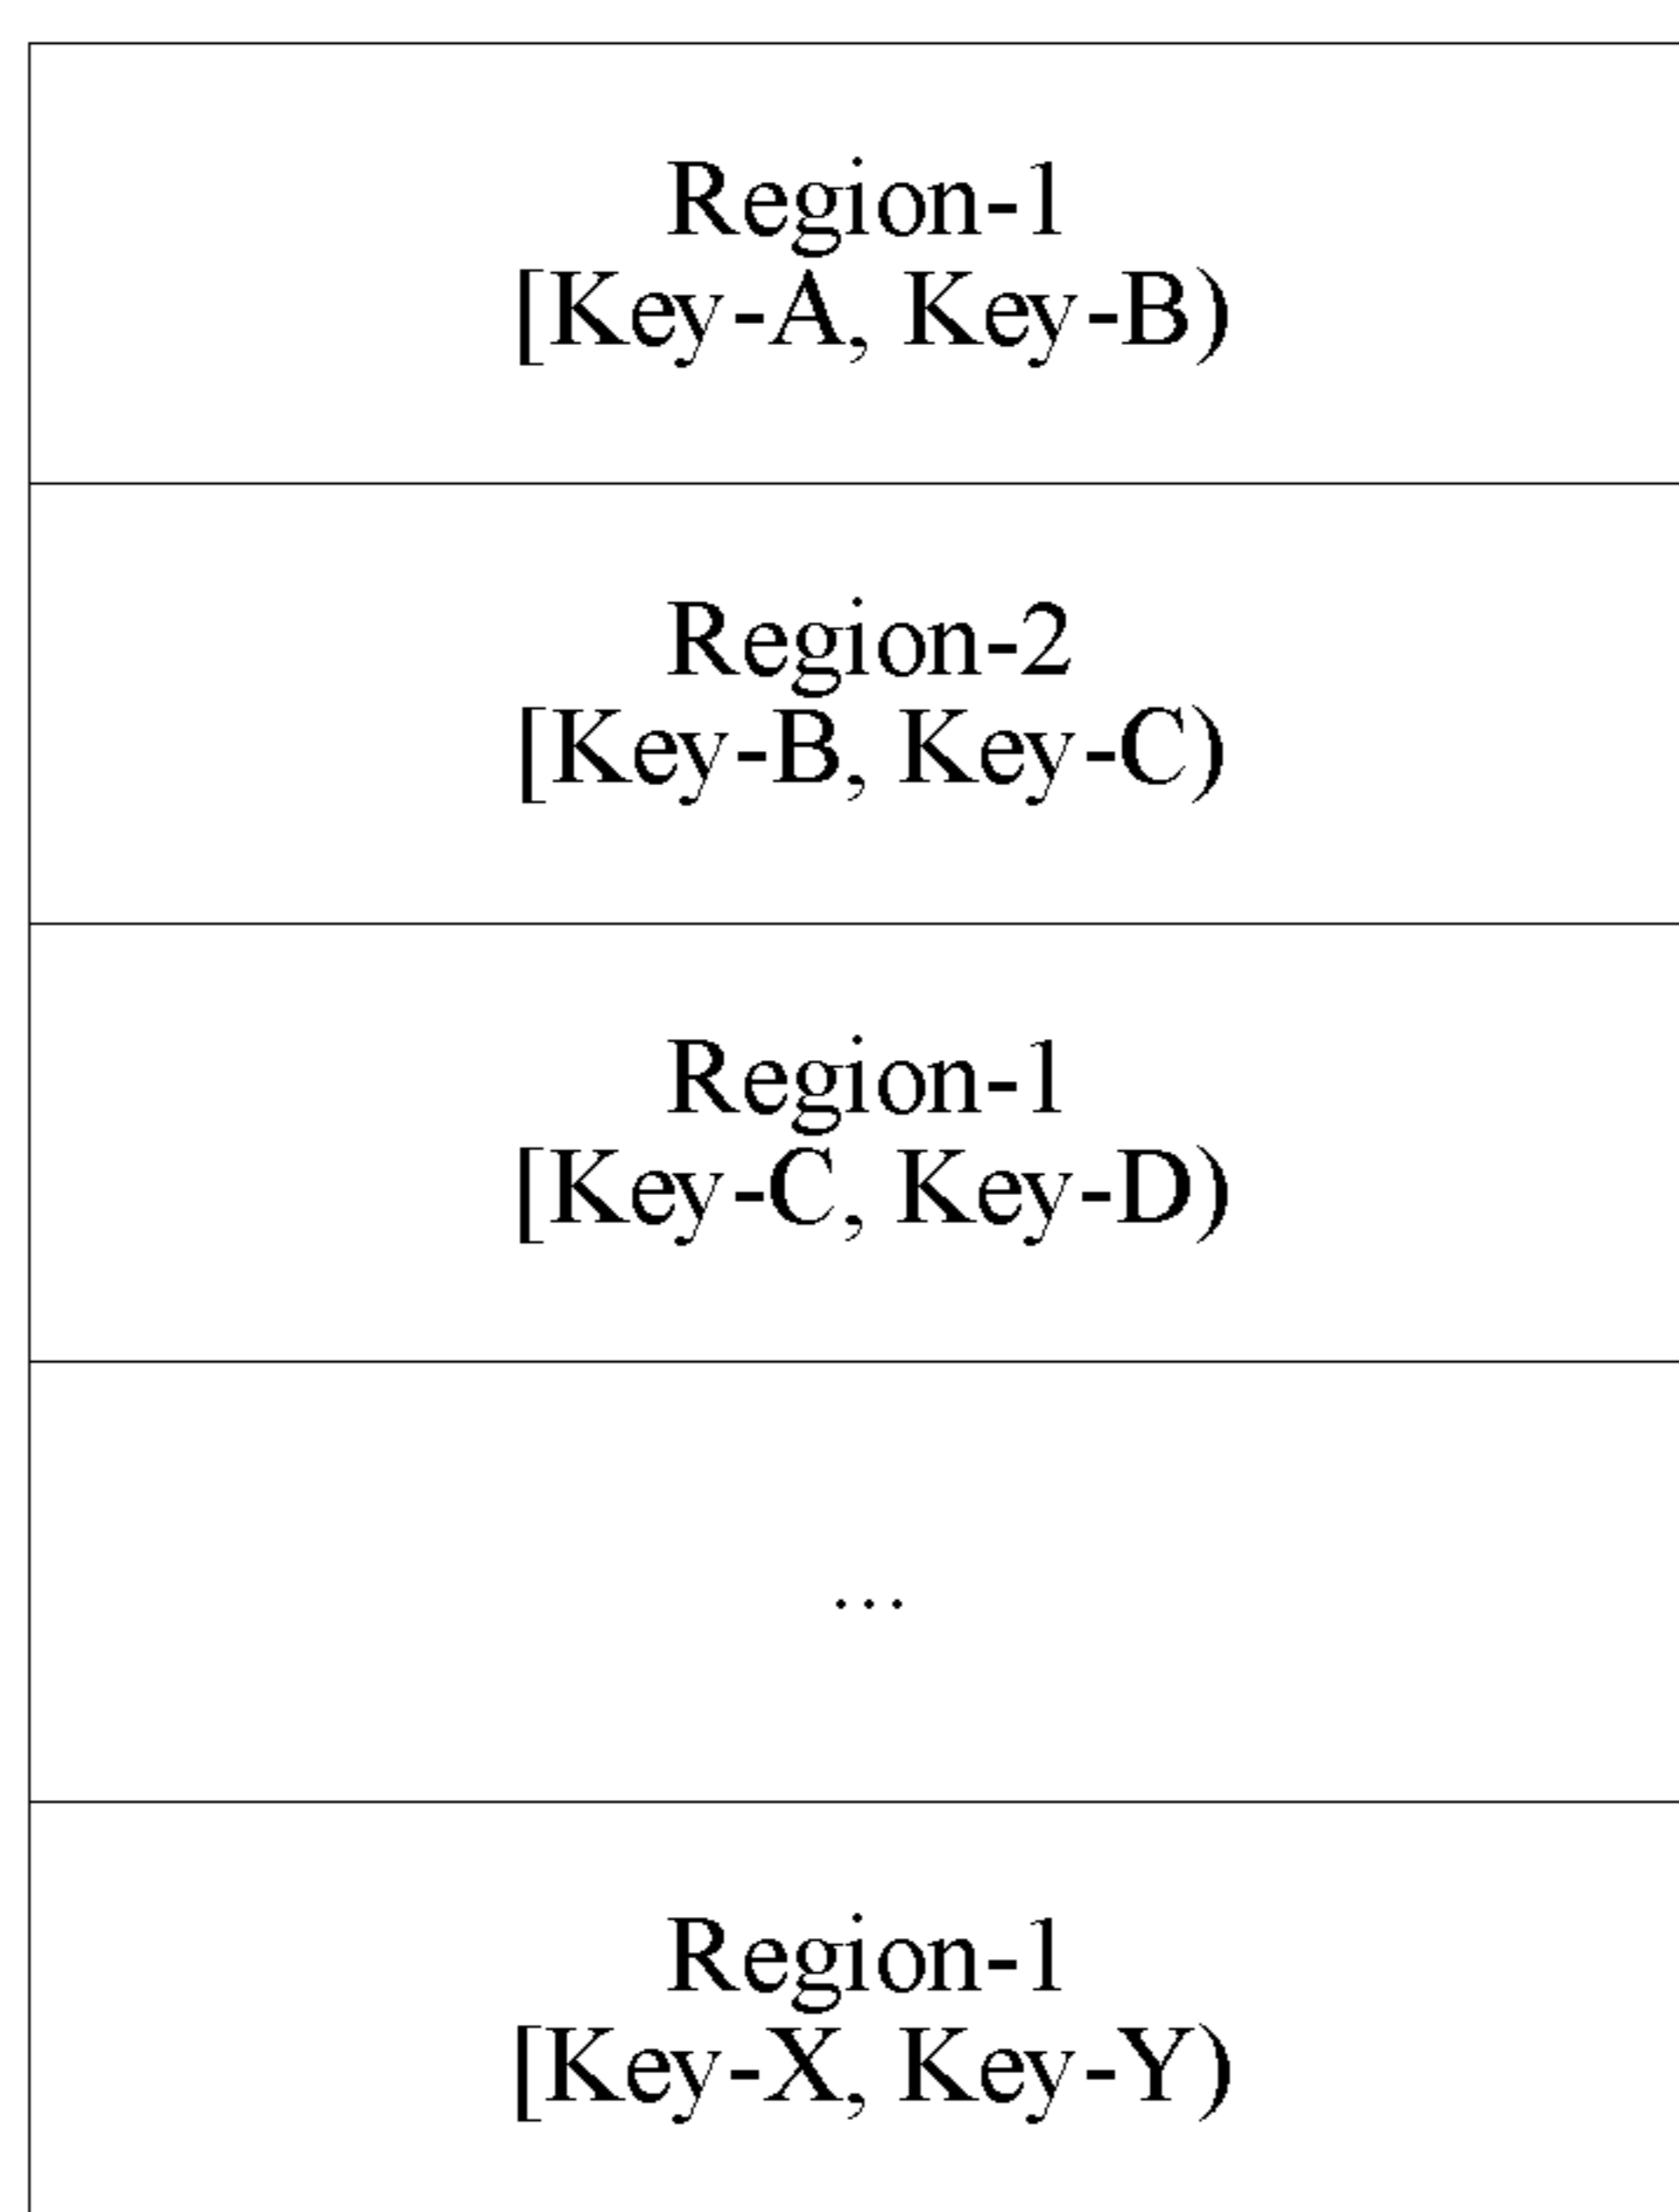 Region-1
[Key-A, Key-B)
Region-2
[Key-B, Key-C)
Region-1
[Key-C, Key-D)
...
Region-1
[Key-X, Key-Y)